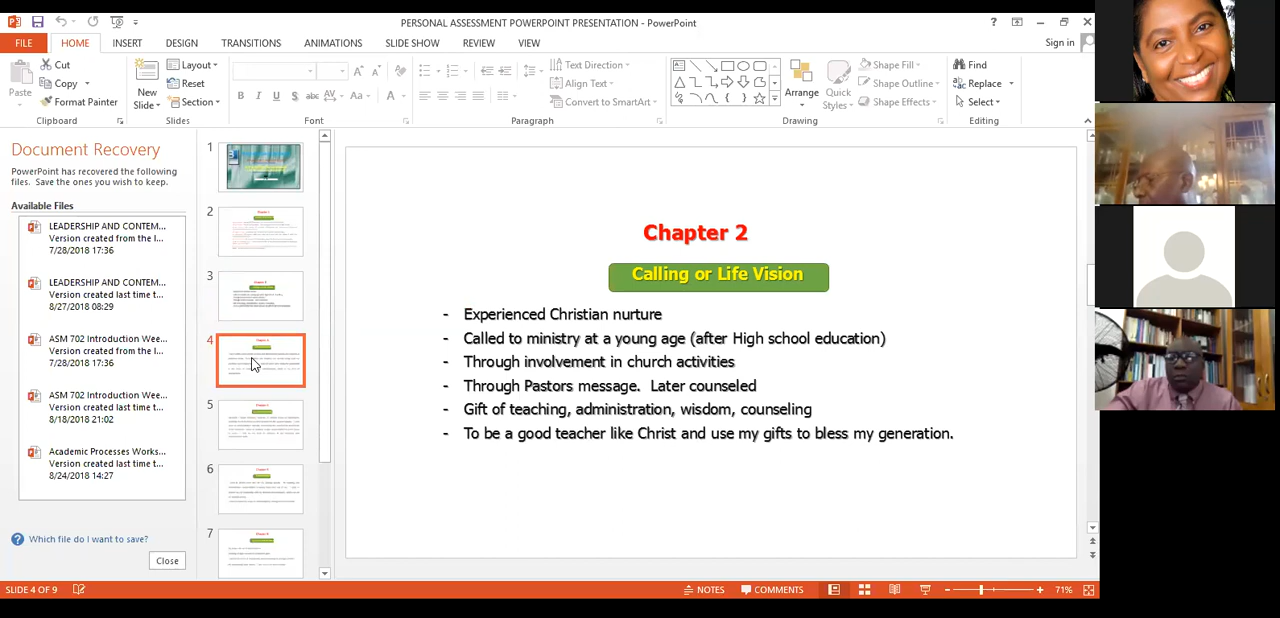 PERSONAL ASSESSMENT POWERPOINT PRESENTATION - PowerPoint
FILE HOME INSERT DESIGN TRANSITIONS ANIMATIONS SLIDE SHOW REVIEW VIEW Sign in
Paste
Cut
Copy
Format Painter
Clipboard
New Slide
Layout
Reset
Section
Slides
B I U S abc AV Aa A
Font
Text Direction
Align Text
Convert to SmartArt
Paragraph
Arrange
Quick Styles
Shape Fill
Shape Outline
Shape Effects
Drawing
Find
Replace
Select
Editing
Document Recovery
PowerPoint has recovered the following
files. Save the ones you wish to keep.
Available Files
LEADERSHIP AND CONTEM...
Version created from the l...
7/28/2018 17:36
LEADERSHIP AND CONTEM...
Version created last time t...
8/27/2018 08:29
ASM 702 Introduction Wee...
Version created from the l...
7/28/2018 17:36
ASM 702 Introduction Wee...
Version created last time t...
8/18/2018 21:02
Academic Processes Works...
Version created last time t...
8/24/2018 14:27
Which file do I want to save?
Close
1
2
3
4
5
6
7
Chapter 2
Calling or Life Vision
- Experienced Christian nurture
- Called to ministry at a young age (after High school education)
- Through involvement in church activities
- Through Pastors message. Later counseled
- Gift of teaching, administration, wisdom, counseling
- To be a good teacher like Christ and use my gifts to bless my generation.
SLIDE 4 OF 9
NOTES
COMMENTS
71%